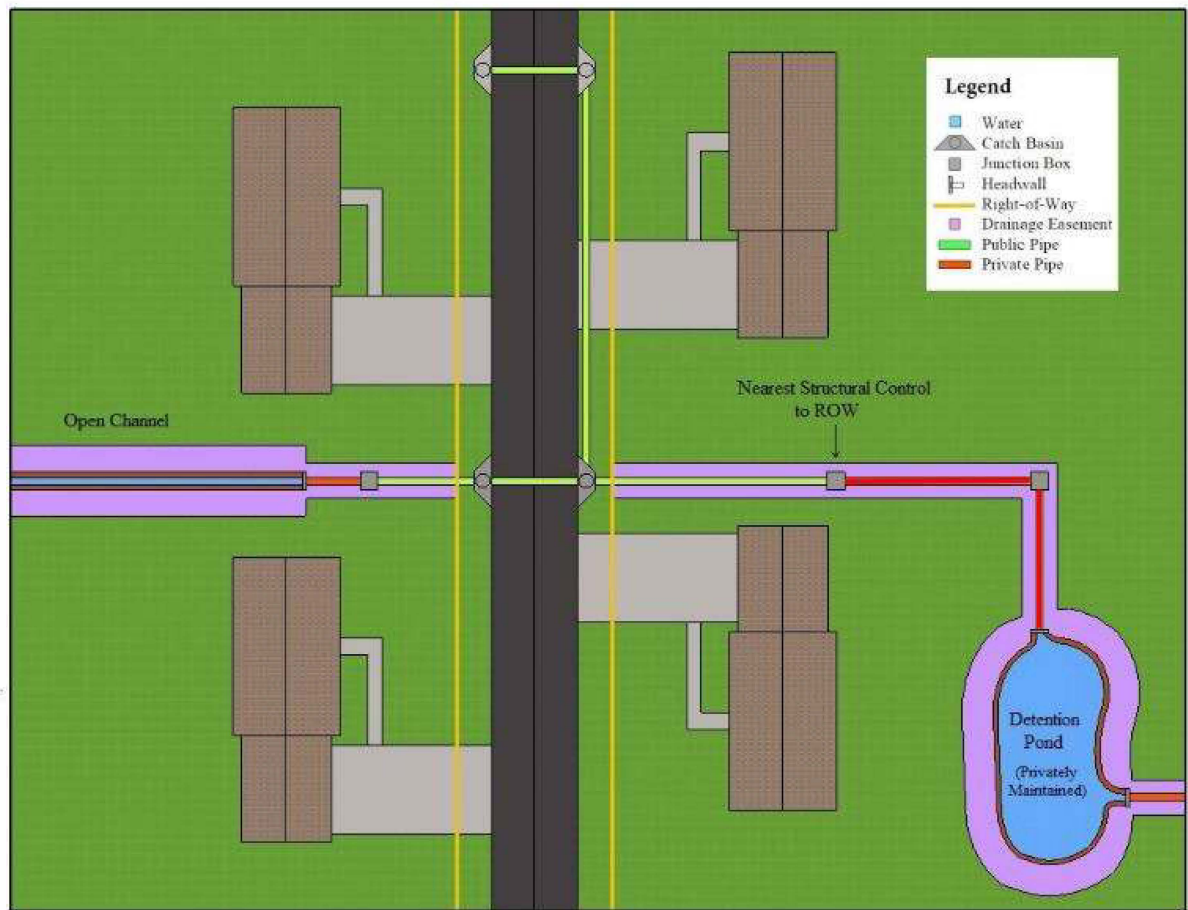 Legend
Water
Catch Basin
Junction Box
Headwall
Right-of-Way
Drainage Easement
Public Pipe
Private Pipe
Nearest Structural Control
to ROW
Open Channel
Detention
Pond
(Privately
Maintained)